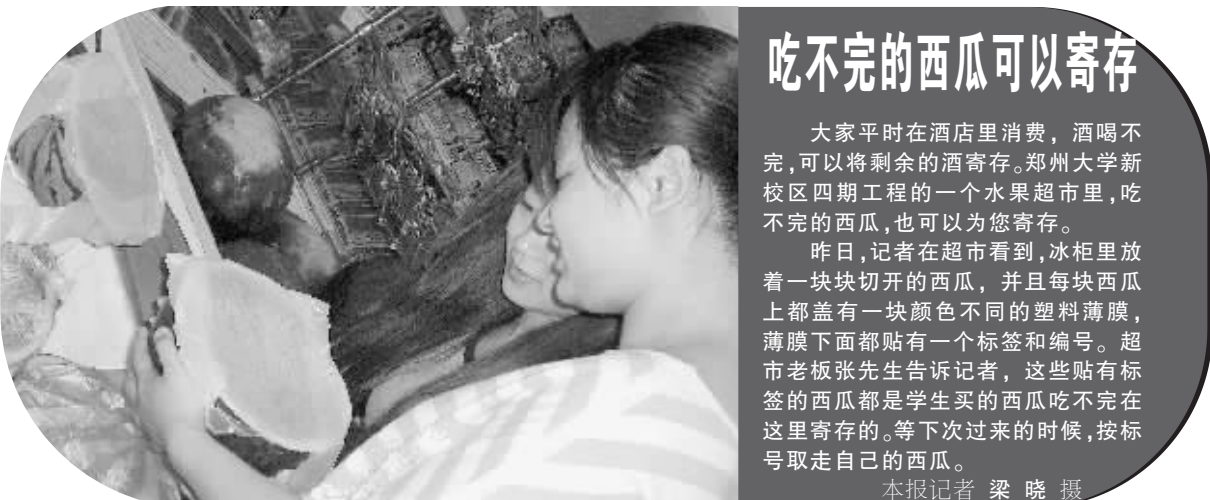 吃不完的西瓜可以寄存
大家平时在酒店里消费，酒喝不
完，可以将剩余的酒寄存。郑州大学新
校区四期工程的一个水果超市里，吃
不完的西瓜，也可以为您寄存。
昨日，记者在超市看到，冰柜里放
着一块块切开的西瓜，并且每块西瓜
上都盖有一块颜色不同的塑料薄膜，
薄膜下面都贴有一个标签和编号。超
市老板张先生告诉记者，这些贴有标
签的西瓜都是学生买的西瓜吃不完在
这里寄存的。等下次过来的时候，按标
号取走自己的西瓜。
本报记者 梁 晓 摄